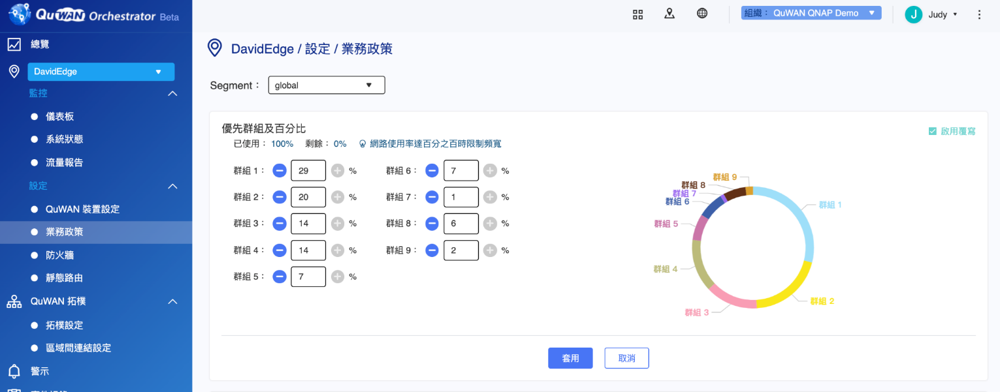 QuWAN Orchestrator Beta
組織： QuWAN QNAP Demo
J Judy
總覽
DavidEdge
監控
儀表板
系統狀態
流量報告
設定
QuWAN 裝置設定
業務政策
防火牆
靜態路由
QuWAN 拓樸
拓樸設定
區域間連結設定
警示
DavidEdge / 設定 / 業務政策
Segment： global
優先群組及百分比
啟用覆寫
已使用： 100% 剩餘： 0% 網路使用率達百分之百時限制頻寬
群組 1： 29 % 群組 6： 7 %
群組 2： 20 % 群組 7： 1 %
群組 3： 14 % 群組 8： 6 %
群組 4： 14 % 群組 9： 2 %
群組 5： 7 %
群組 9
群組 8
群組 7
群組 6
群組 1
群組 5
群組 4
群組 2
群組 3
套用 取消